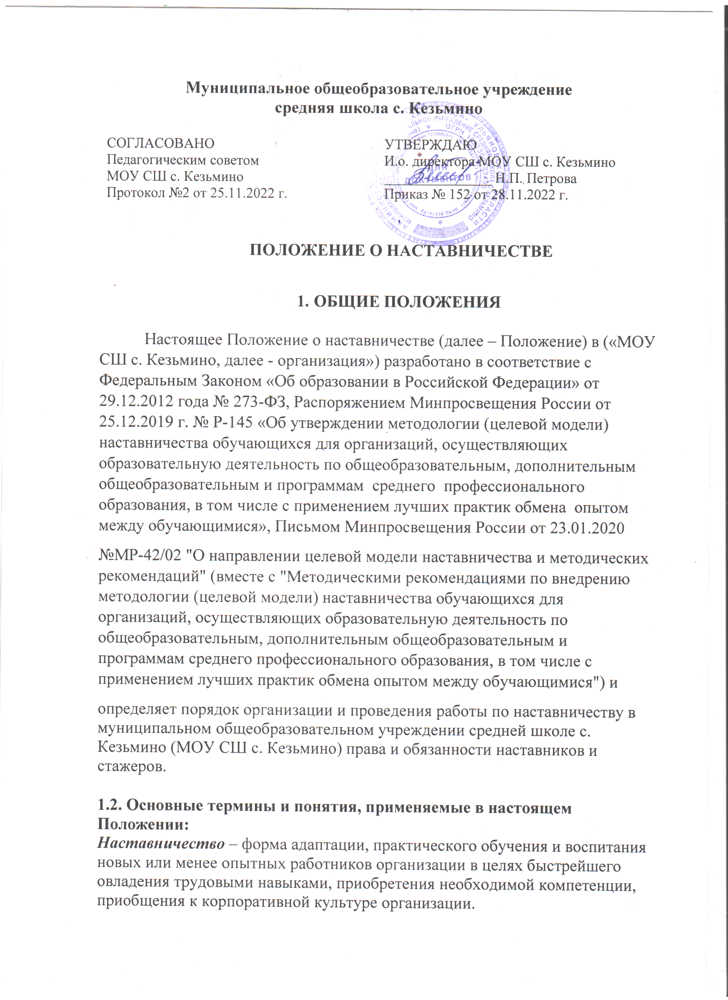 Муниципальное общеобразовательное учреждение
средняя школа с. Кезьмино
СОГЛАСОВАНО
Педагогическим советом
МОУ СШ с. Кезьмино
Протокол №2 от 25.11.2022 г.
УТВЕРЖДАЮ
И.о. директора МОУ СШ с. Кезьмино
Н.П. Петрова
Приказ № 152 от 28.11.2022 г.
ДЛЯ
ДОКУМЕНТОВ
ПОЛОЖЕНИЕ О НАСТАВНИЧЕСТВЕ
1. ОБЩИЕ ПОЛОЖЕНИЯ
Настоящее Положение о наставничестве (далее – Положение) в («МОУ
СШ с. Кезьмино, далее - организация») разработано в соответствие с
Федеральным Законом «Об образовании в Российской Федерации» от
29.12.2012 года № 273-ФЗ, Распоряжением Минпросвещения России от
25.12.2019 г. № Р-145 «Об утверждении методологии (целевой модели)
наставничества обучающихся для организаций, осуществляющих
образовательную деятельность по общеобразовательным, дополнительным
общеобразовательным и программам среднего профессионального
образования, в том числе с применением лучших практик обмена опытом
между обучающимися», Письмом Минпросвещения России от 23.01.2020
№МР-42/02 "О направлении целевой модели наставничества и методических
рекомендаций" (вместе с "Методическими рекомендациями по внедрению
методологии (целевой модели) наставничества обучающихся для
организаций, осуществляющих образовательную деятельность по
общеобразовательным, дополнительным общеобразовательным и
программам среднего профессионального образования, в том числе с
применением лучших практик обмена опытом между обучающимися") и
определяет порядок организации и проведения работы по наставничеству в
муниципальном общеобразовательном учреждении средней школе с.
Кезьмино (МОУ СШ с. Кезьмино) права и обязанности наставников и
стажеров.
1.2. Основные термины и понятия, применяемые в настоящем
Положении:
Наставничество – форма адаптации, практического обучения и воспитания
новых или менее опытных работников организации в целях быстрейшего
овладения трудовыми навыками, приобретения необходимой компетенции,
приобщения к корпоративной культуре организации.